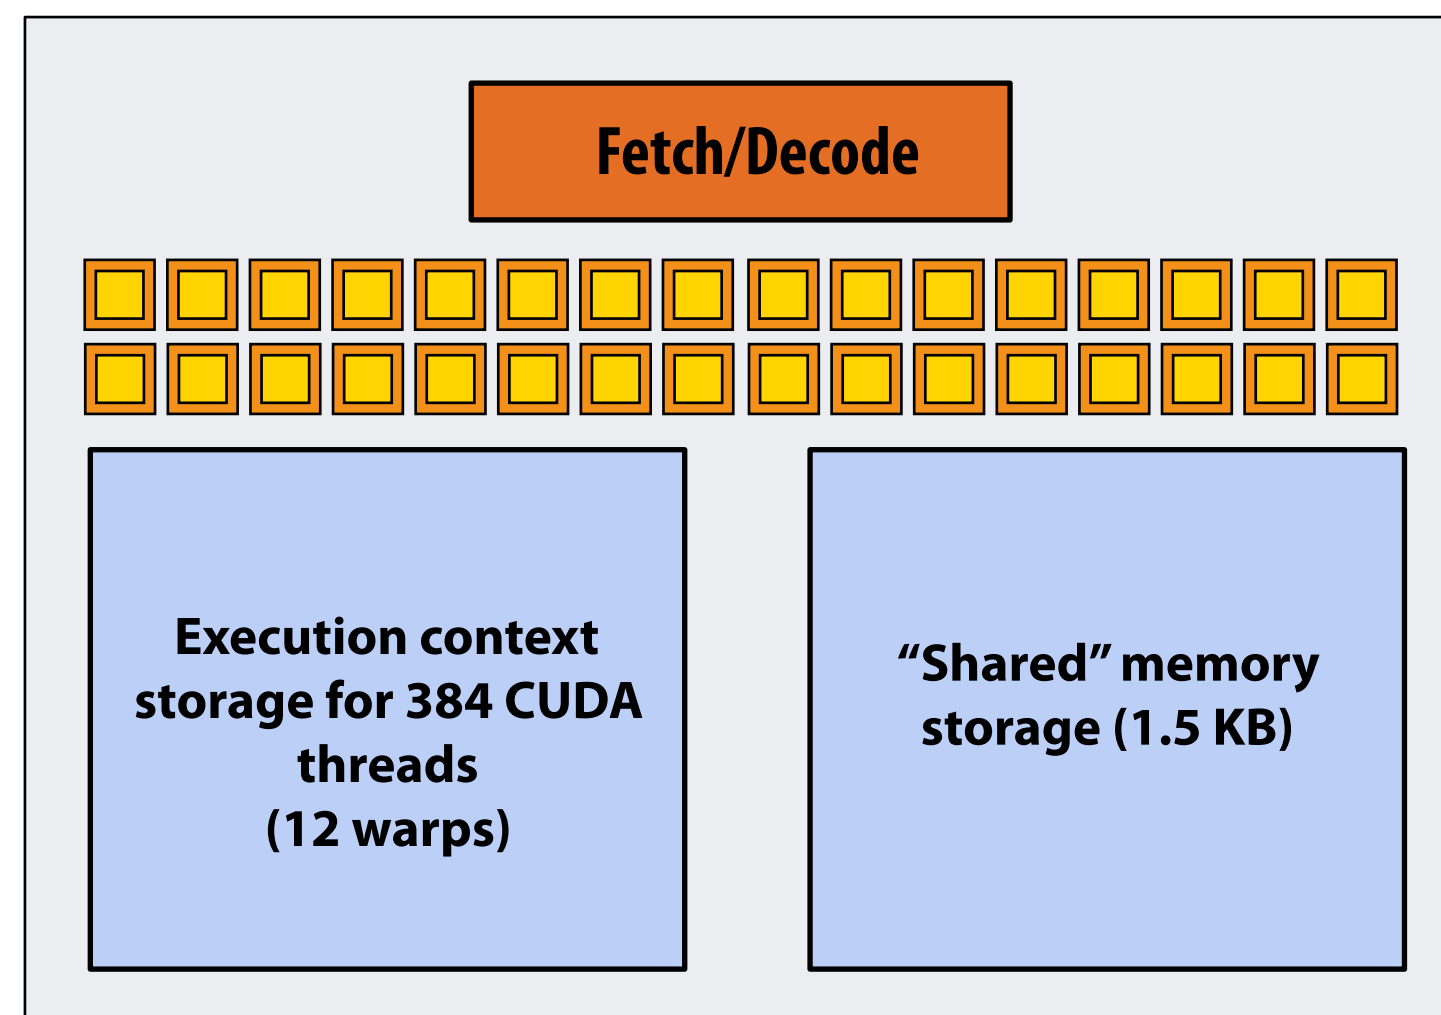 Fetch/Decode
Execution context
storage for 384 CUDA
threads
(12 warps)
“Shared” memory
storage (1.5 KB)